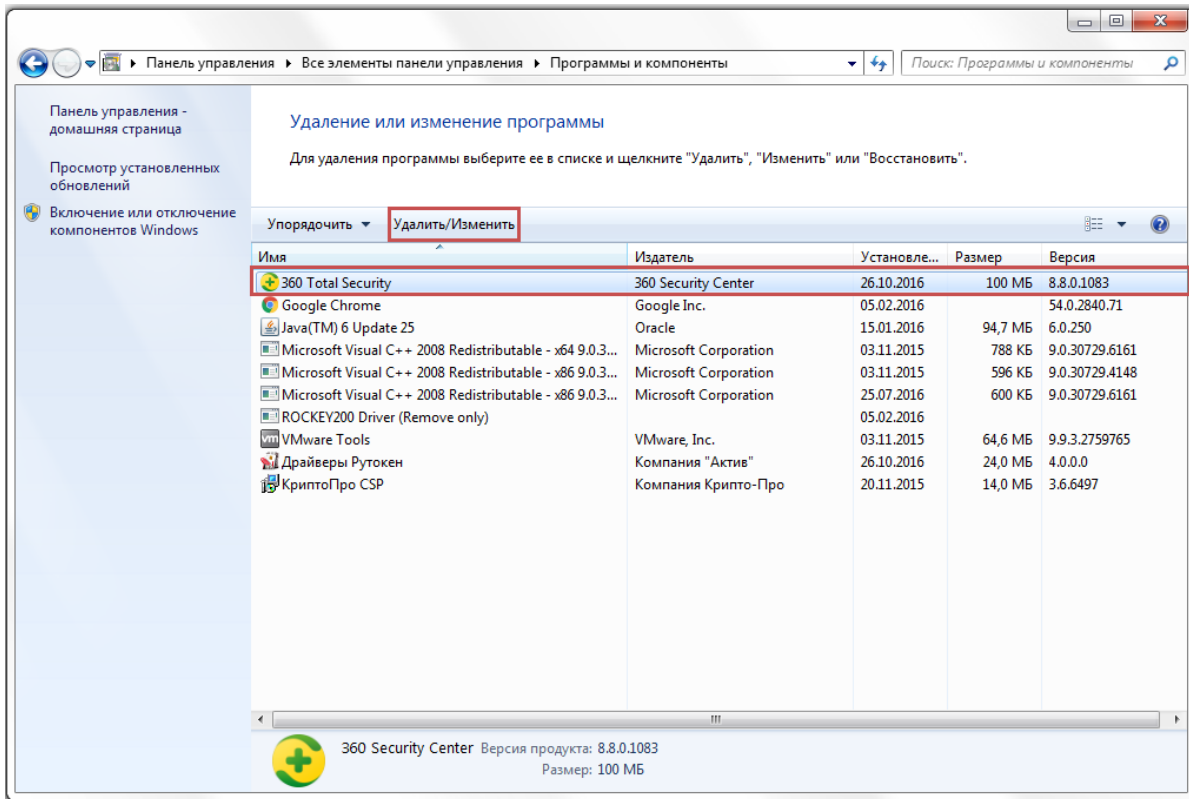 Панель управления ▸ Все элементы панели управления ▸ Программы и компоненты
Поиск: Программы и компоненты
Панель управления -
домашняя страница
Просмотр установленных
обновлений
Включение или отключение
компонентов Windows
Удаление или изменение программы
Для удаления программы выберите ее в списке и щелкните "Удалить", "Изменить" или "Восстановить".
Упорядочить Удалить/Изменить
Имя Издатель Установле... Размер Версия
360 Total Security 360 Security Center 26.10.2016 100 МБ 8.8.0.1083
Google Chrome Google Inc. 05.02.2016 54.0.2840.71
Java(TM) 6 Update 25 Oracle 15.01.2016 94,7 МБ 6.0.250
Microsoft Visual C++ 2008 Redistributable - x64 9.0.3... Microsoft Corporation 03.11.2015 788 КБ 9.0.30729.6161
Microsoft Visual C++ 2008 Redistributable - x86 9.0.3... Microsoft Corporation 03.11.2015 596 КБ 9.0.30729.4148
Microsoft Visual C++ 2008 Redistributable - x86 9.0.3... Microsoft Corporation 25.07.2016 600 КБ 9.0.30729.6161
ROCKEY200 Driver (Remove only) 05.02.2016
vm VMware Tools VMware, Inc. 03.11.2015 64,6 МБ 9.9.3.2759765
Драйверы Рутокен Компания "Актив" 26.10.2016 24,0 МБ 4.0.0.0
КриптоПро CSP Компания Крипто-Про 20.11.2015 14,0 МБ 3.6.6497
360 Security Center Версия продукта: 8.8.0.1083
Размер: 100 МБ